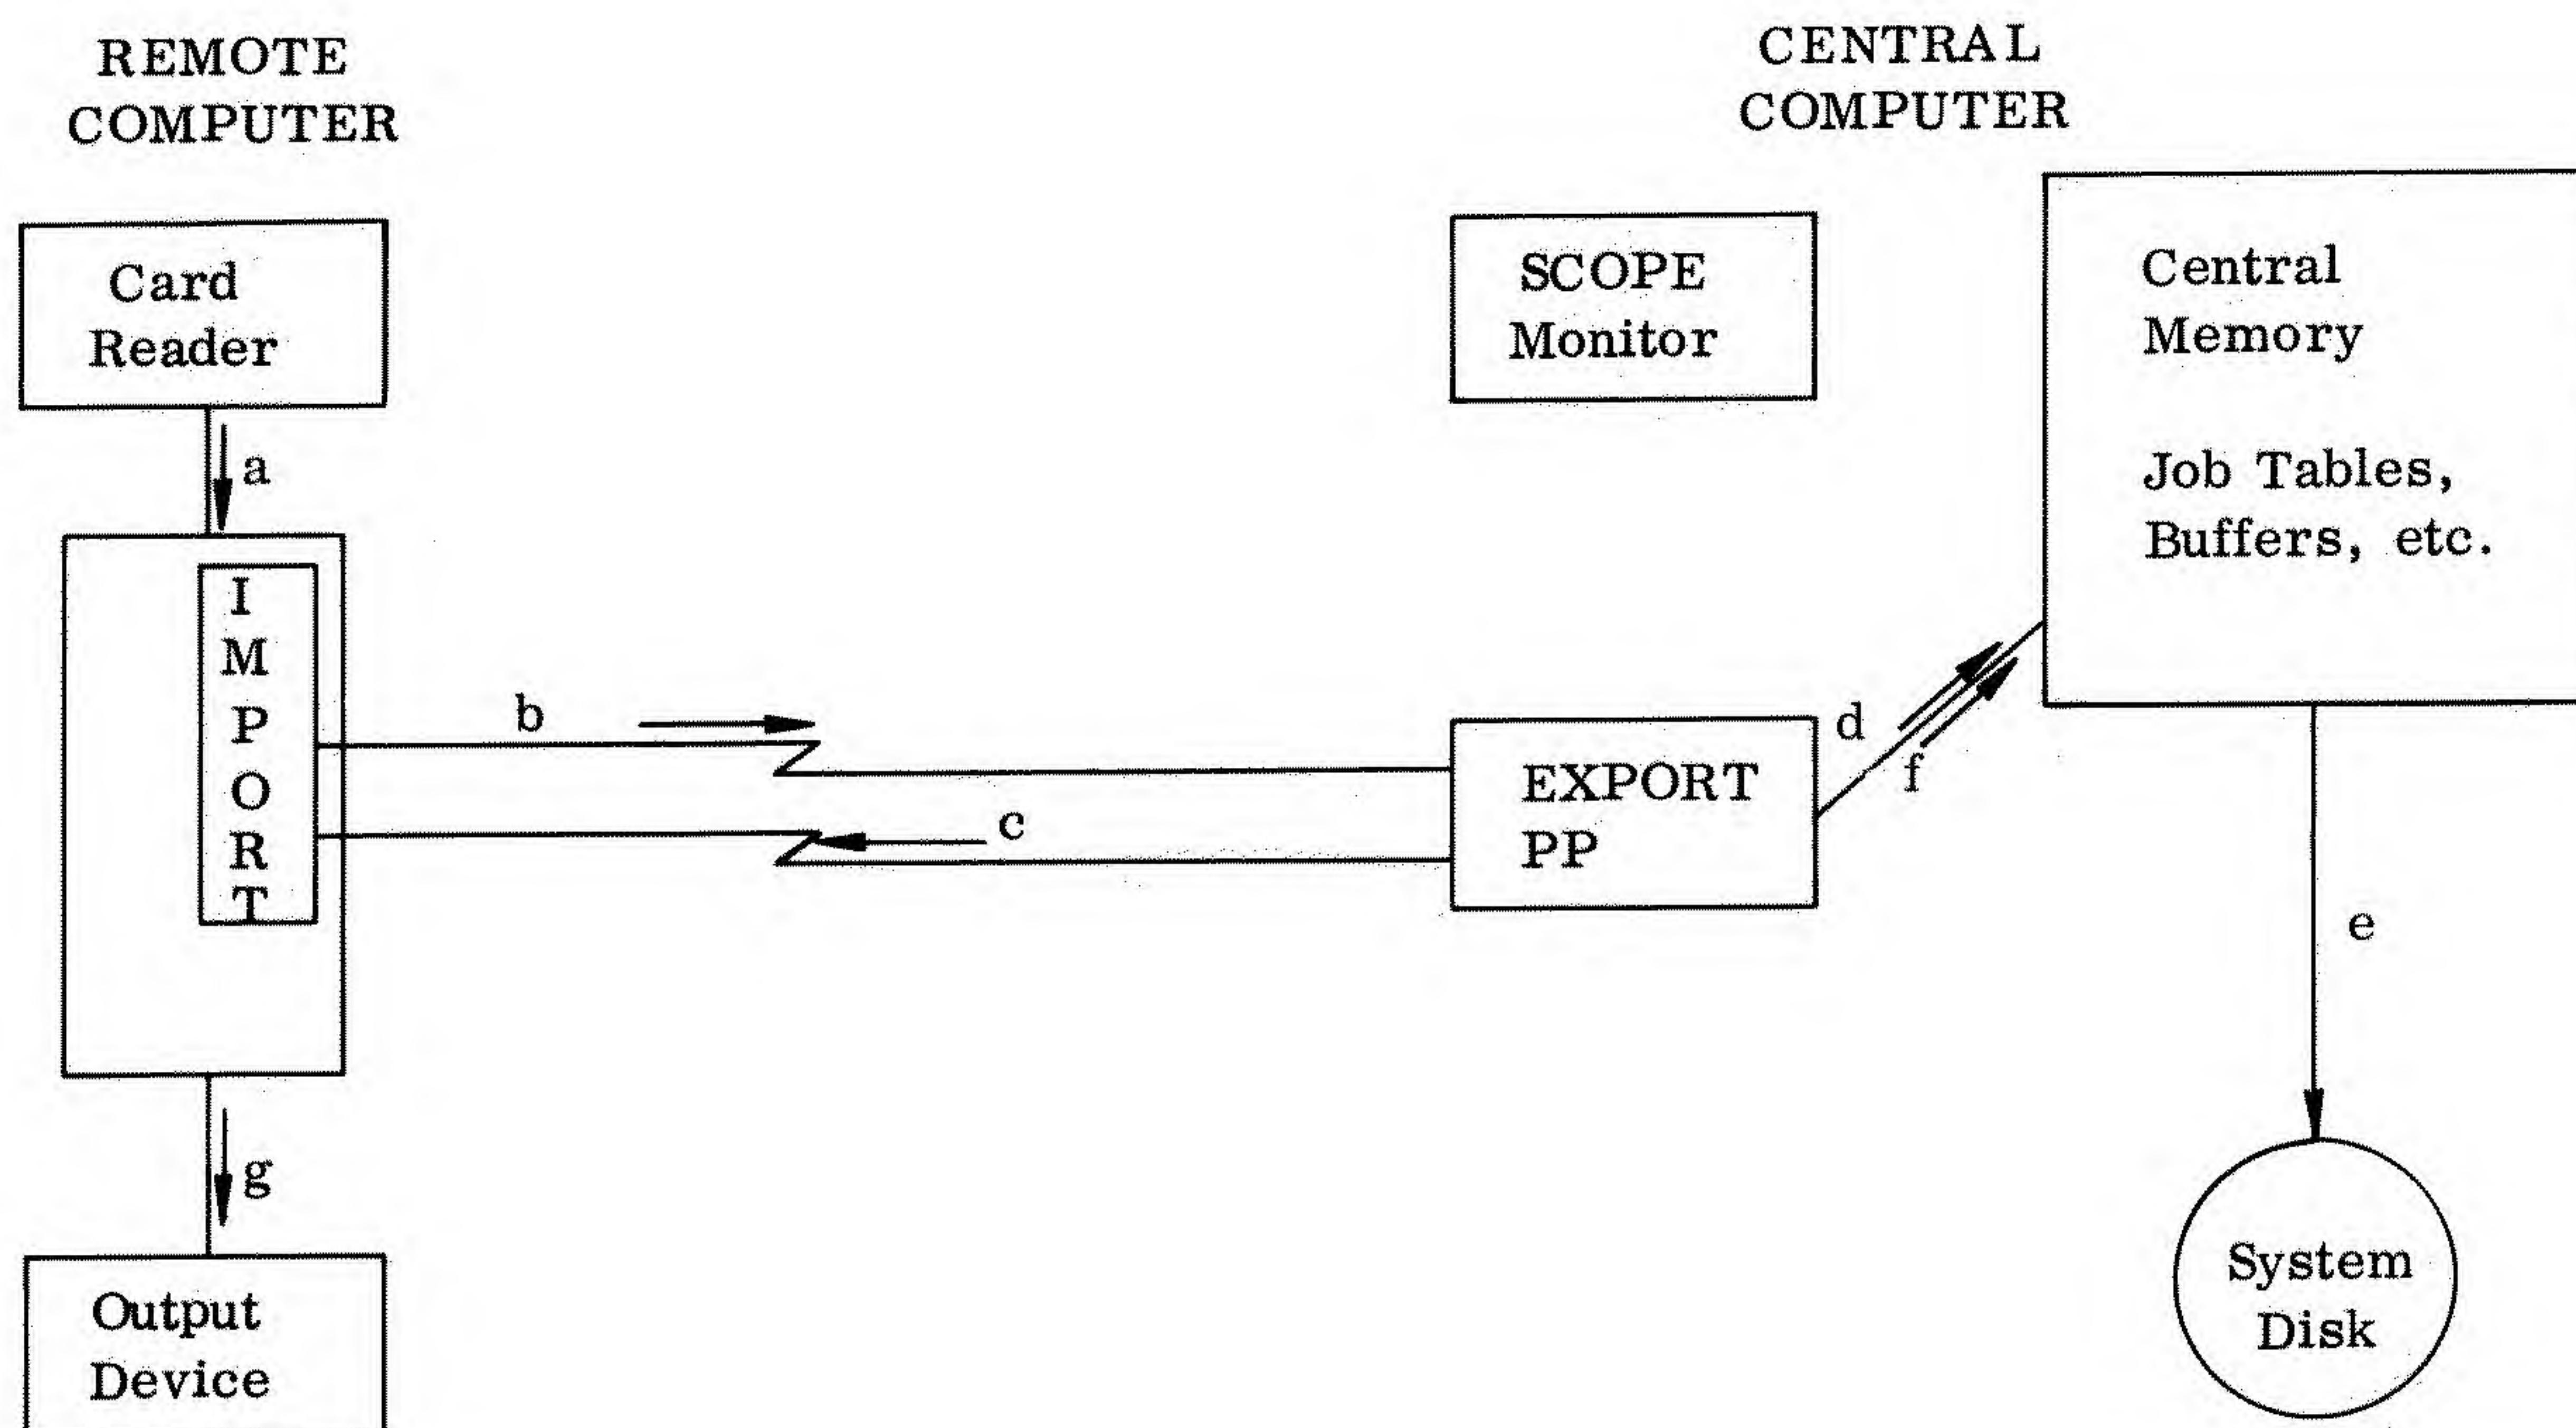 REMOTE
COMPUTER
CENTRAL
COMPUTER
Card
Reader
SCOPE
Monitor
Central
Memory
Job Tables,
Buffers, etc.
a
I
M
P
O
R
T
b
c
EXPORT
PP
d
f
e
g
Output
Device
System
Disk